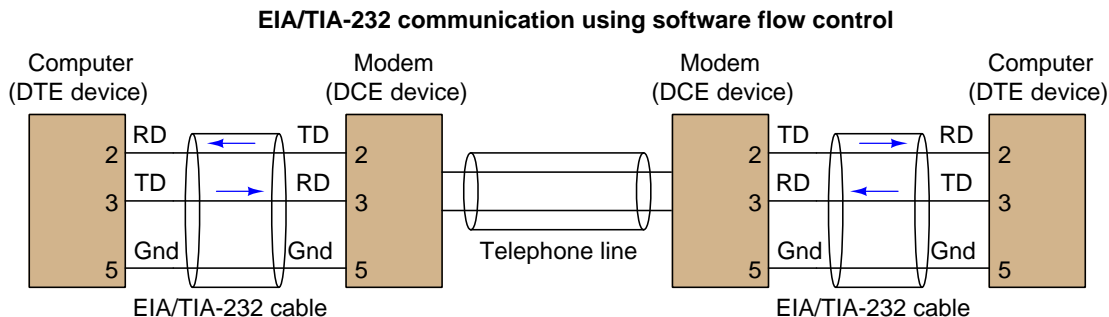 EIA/TIA-232 communication using software flow control
Computer
(DTE device)
Modem
(DCE device)
Modem
(DCE device)
Computer
(DTE device)
2 RD TD 2
TD RD 2
3 TD RD 3
RD TD 3
5 Gnd Gnd 5
Gnd Gnd 5
2
3
5
Telephone line
EIA/TIA-232 cable
EIA/TIA-232 cable